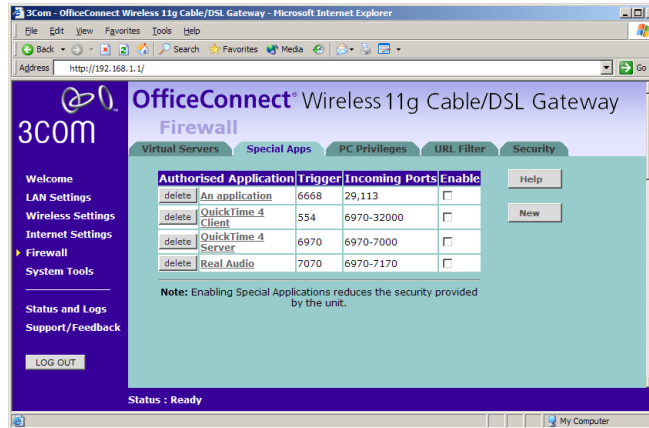 3Com - OfficeConnect Wireless 11g Cable/DSL Gateway - Microsoft Internet Explorer
File Edit View Favorites Tools Help
Back Search Favorites Media
Address http://192.168.1.1/ Go
3COM
OfficeConnect® Wireless 11g Cable/DSL Gateway
Firewall
Virtual Servers Special Apps PC Privileges URL Filter Security
Welcome
LAN Settings
Wireless Settings
Internet Settings
Firewall
System Tools
Status and Logs
Support/Feedback
LOG OUT
Authorised Application Trigger Incoming Ports Enable
delete An application 6668 29,113
delete QuickTime 4 Client 554 6970-32000
delete QuickTime 4 Server 6970 6970-7000
delete Real Audio 7070 6970-7170
Help
New
Note: Enabling Special Applications reduces the security provided
by the unit.
Status : Ready
My Computer